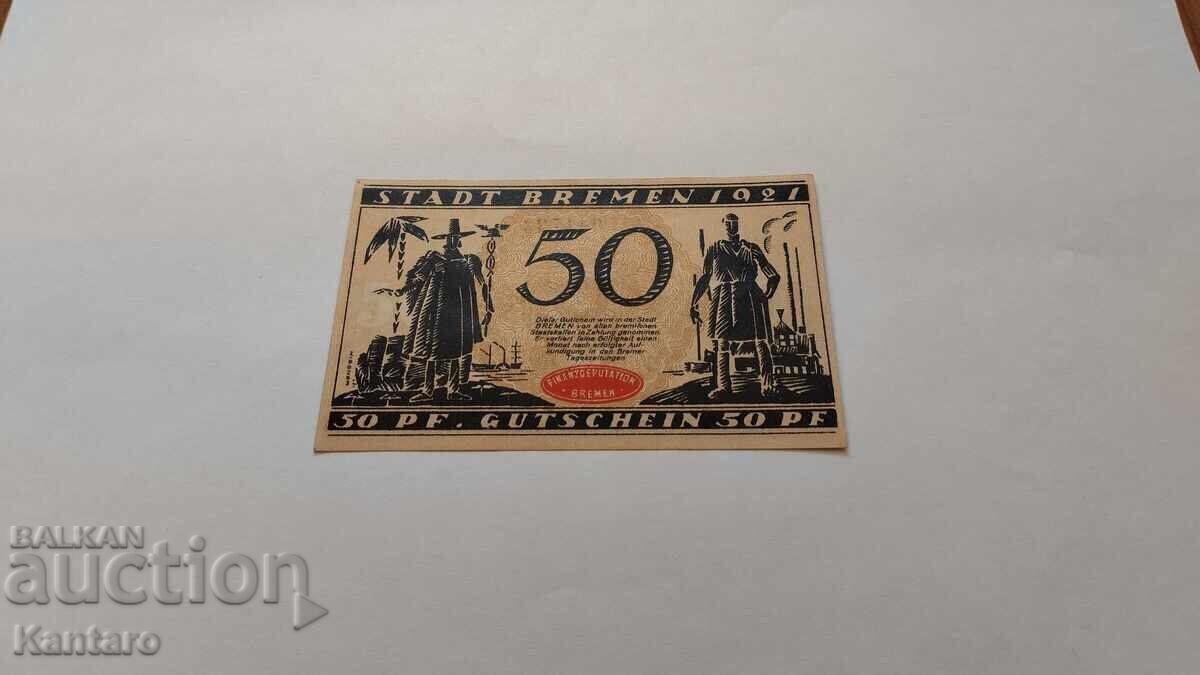 STADT BREMEN 1921
50
Dieser Gutschein wird in der Stadt
BREMEN von allen bremischen
Staatskassen in Zahlung genommen.
Er verliert seine Gültigkeit einen
Monat nach erfolgter Auf-
kündigung in den Bremer
Tageszeitungen
FINANZDEPUTATION
· BREMEN ·
50 PF. GUTSCHEIN 50 PF
BALKAN
auction
Kantaro